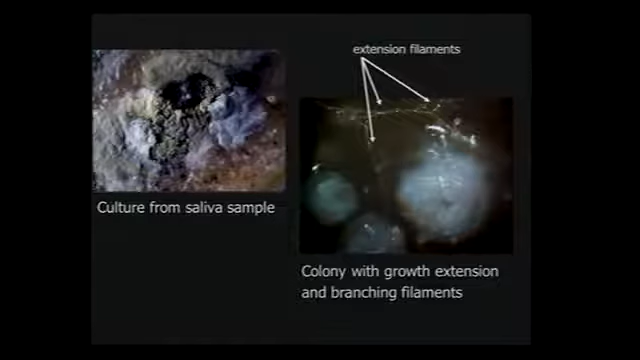 extension filaments
Culture from saliva sample
Colony with growth extension
and branching filaments